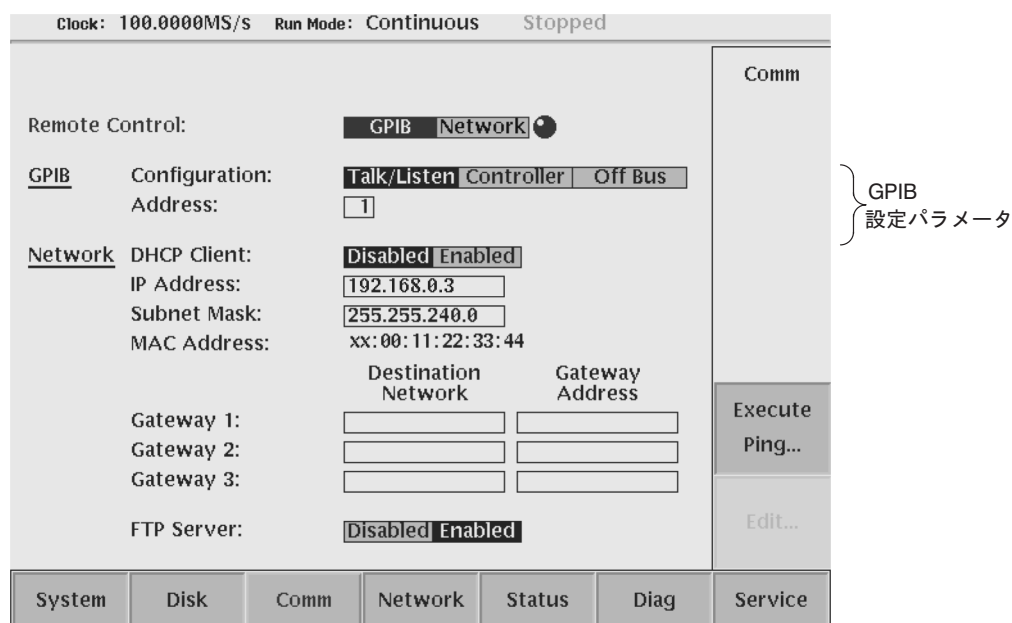 Clock: 100.0000MS/s Run Mode: Continuous Stopped
Comm
Remote Control: GPIB Network
GPIB Configuration: Talk/Listen Controller Off Bus
Address: 1
GPIB
設定パラメータ
Network DHCP Client: Disabled Enabled
IP Address: 192.168.0.3
Subnet Mask: 255.255.240.0
MAC Address: xx:00:11:22:33:44
Destination Network Gateway Address
Gateway 1:
Gateway 2:
Gateway 3:
FTP Server: Disabled Enabled
Execute
Ping...
Edit...
System Disk Comm Network Status Diag Service